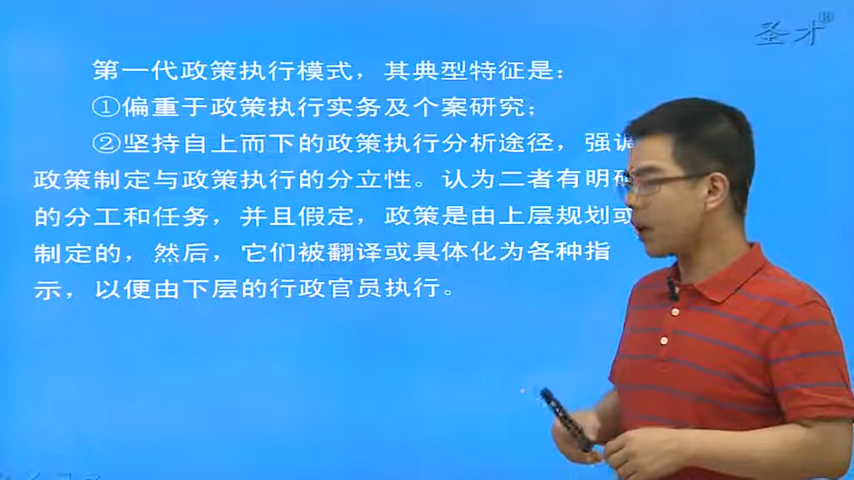 圣才®
第一代政策执行模式，其典型特征是：
①偏重于政策执行实务及个案研究；
②坚持自上而下的政策执行分析途径，强调
政策制定与政策执行的分立性。认为二者有明确
的分工和任务，并且假定，政策是由上层规划或
制定的，然后，它们被翻译或具体化为各种指
示，以便由下层的行政官员执行。